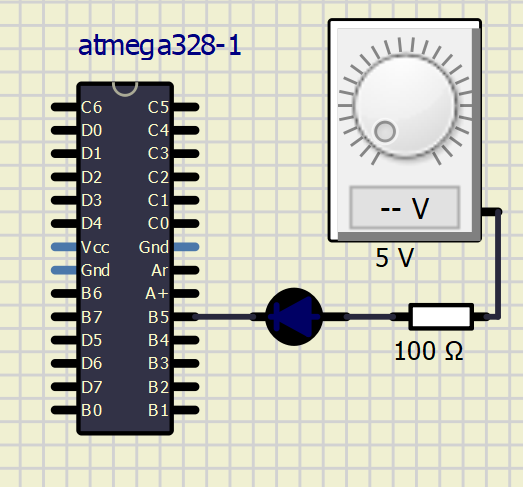 atmega328-1
C6 C5
D0 C4
D1 C3
D2 C2
D3 C1
D4 C0
Vcc Gnd
Gnd Ar
B6 A+
B7 B5
D5 B4
D6 B3
D7 B2
B0 B1
-- V
5 V
100 Ω